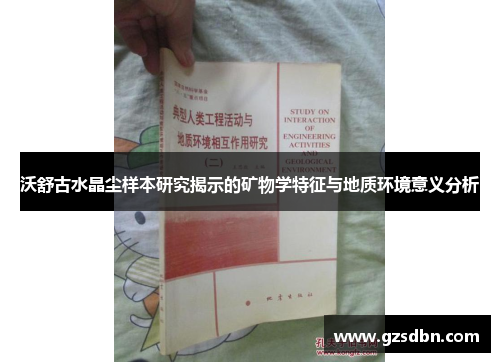 典型人类工程活动与
地质环境相互作用研究
(二)
STUDY ON
INTERACTION
OF
ENGINEERING
ACTIVITIES
AND
GEOLOGICAL
ENVIRONMENT
沃舒古水晶尘样本研究揭示的矿物学特征与地质环境意义分析
地震出版社
www.gzsdbn.com